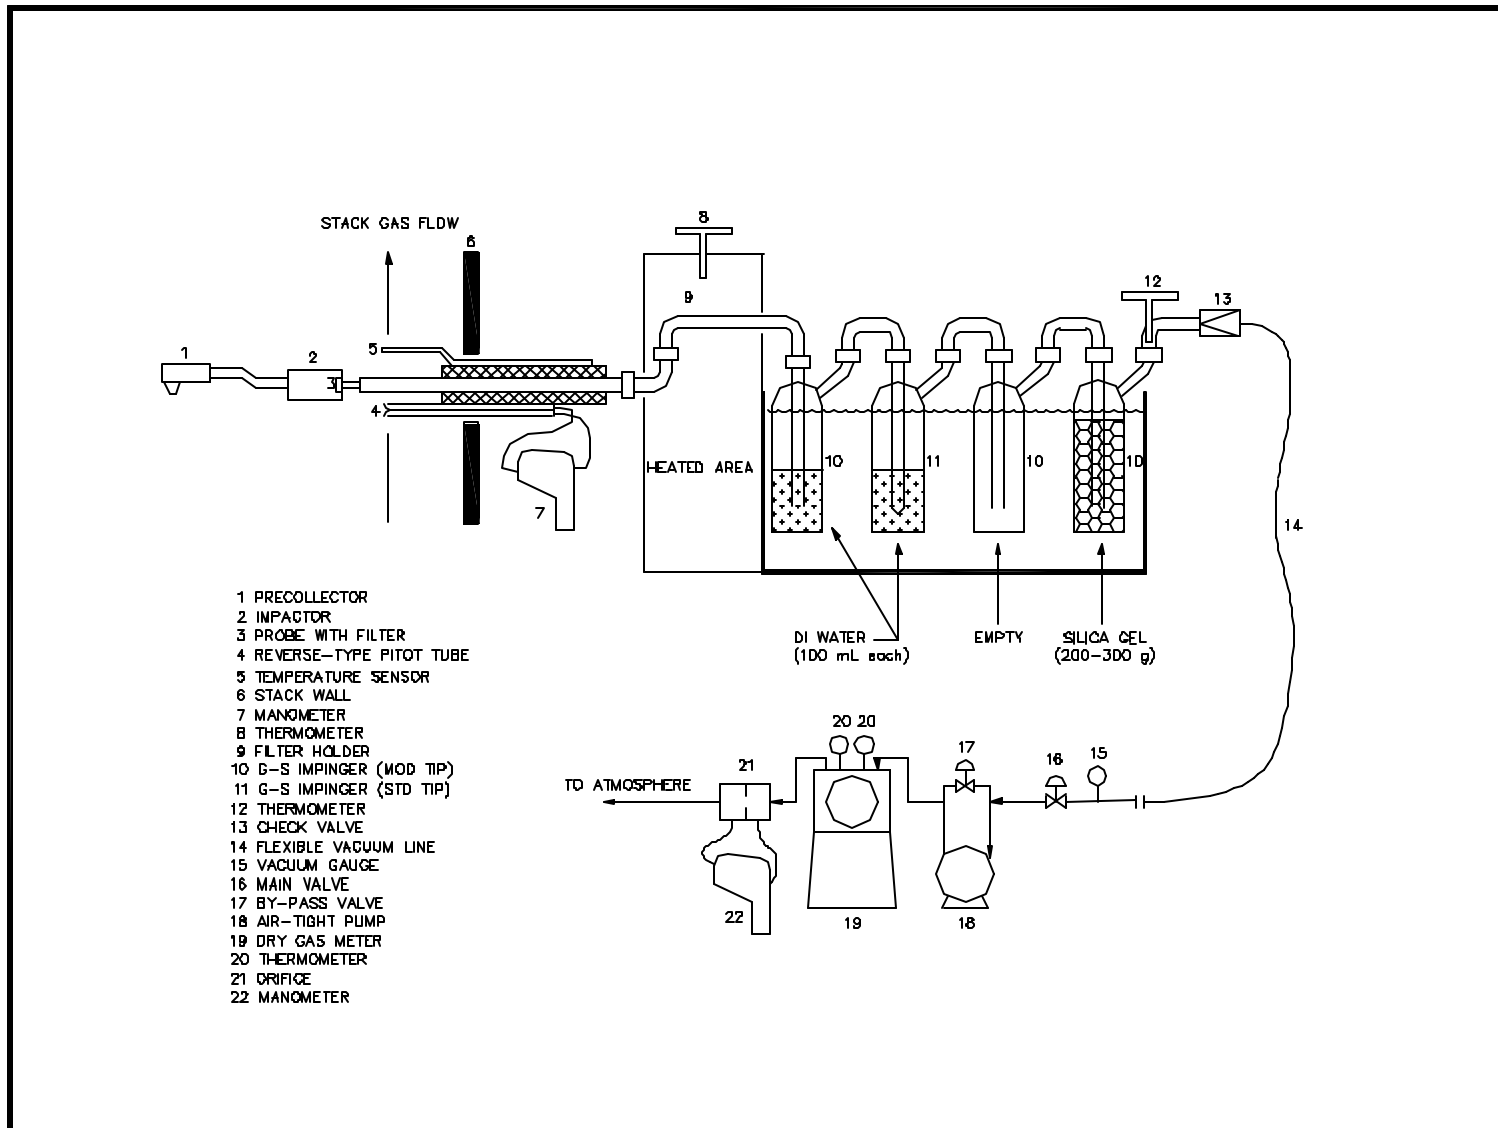 STACK GAS FLOW
6
8
9
12
13
5
1
2
3
4
7
HEATED AREA
10
11
10
10
14
DI WATER
(100 mL each)
EMPTY
SILICA GEL
(200-300 g)
1 PRECOLLECTOR
2 IMPACTOR
3 PROBE WITH FILTER
4 REVERSE-TYPE PITOT TUBE
5 TEMPERATURE SENSOR
6 STACK WALL
7 MANOMETER
8 THERMOMETER
9 FILTER HOLDER
10 G-S IMPINGER (MOD TIP)
11 G-S IMPINGER (STD TIP)
12 THERMOMETER
13 CHECK VALVE
14 FLEXIBLE VACUUM LINE
15 VACUUM GAUGE
16 MAIN VALVE
17 BY-PASS VALVE
18 AIR-TIGHT PUMP
19 DRY GAS METER
20 THERMOMETER
21 ORIFICE
22 MANOMETER
TO ATMOSPHERE
21
20 20
17
16
15
22
19
18